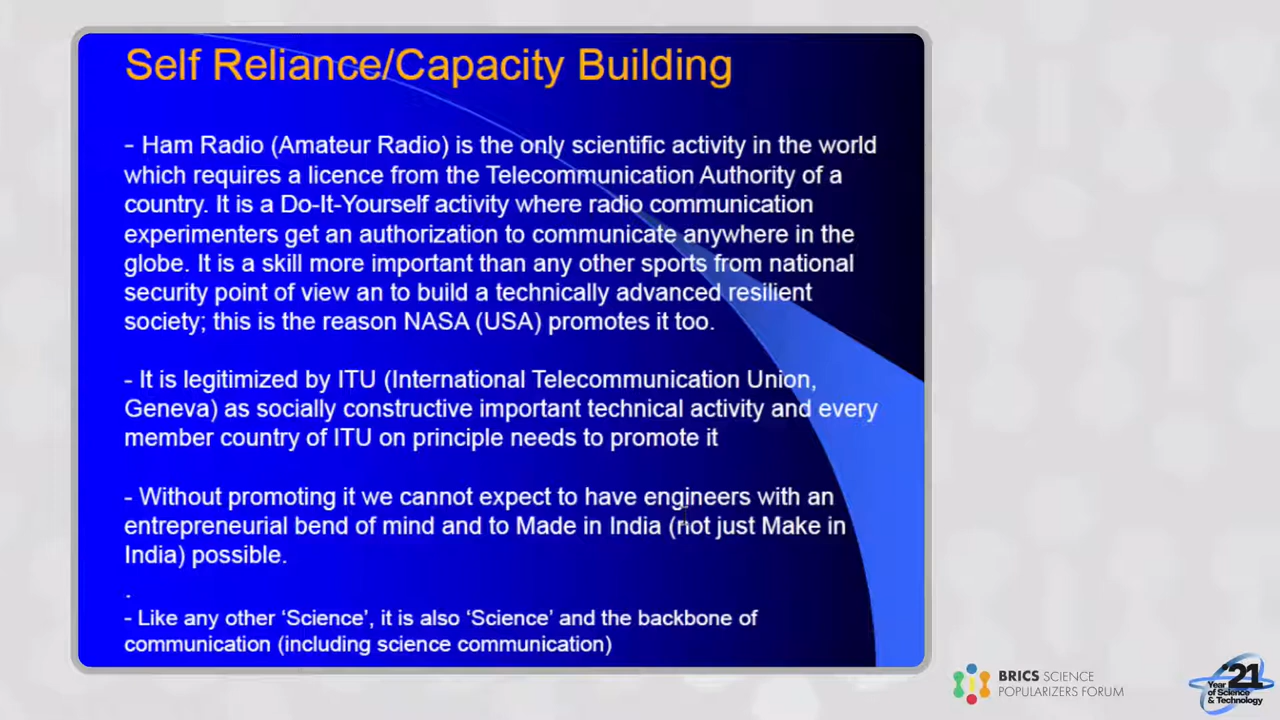 Self Reliance/Capacity Building
- Ham Radio (Amateur Radio) is the only scientific activity in the world
which requires a licence from the Telecommunication Authority of a
country. It is a Do-It-Yourself activity where radio communication
experimenters get an authorization to communicate anywhere in the
globe. It is a skill more important than any other sports from national
security point of view an to build a technically advanced resilient
society; this is the reason NASA (USA) promotes it too.
- It is legitimized by ITU (International Telecommunication Union,
Geneva) as socially constructive important technical activity and every
member country of ITU on principle needs to promote it
- Without promoting it we cannot expect to have engineers with an
entrepreneurial bend of mind and to Made in India (not just Make in
India) possible.
.
- Like any other ‘Science’, it is also ‘Science’ and the backbone of
communication (including science communication)
BRICS SCIENCE
POPULARIZERS FORUM
'21
Year
of Science
& Technology